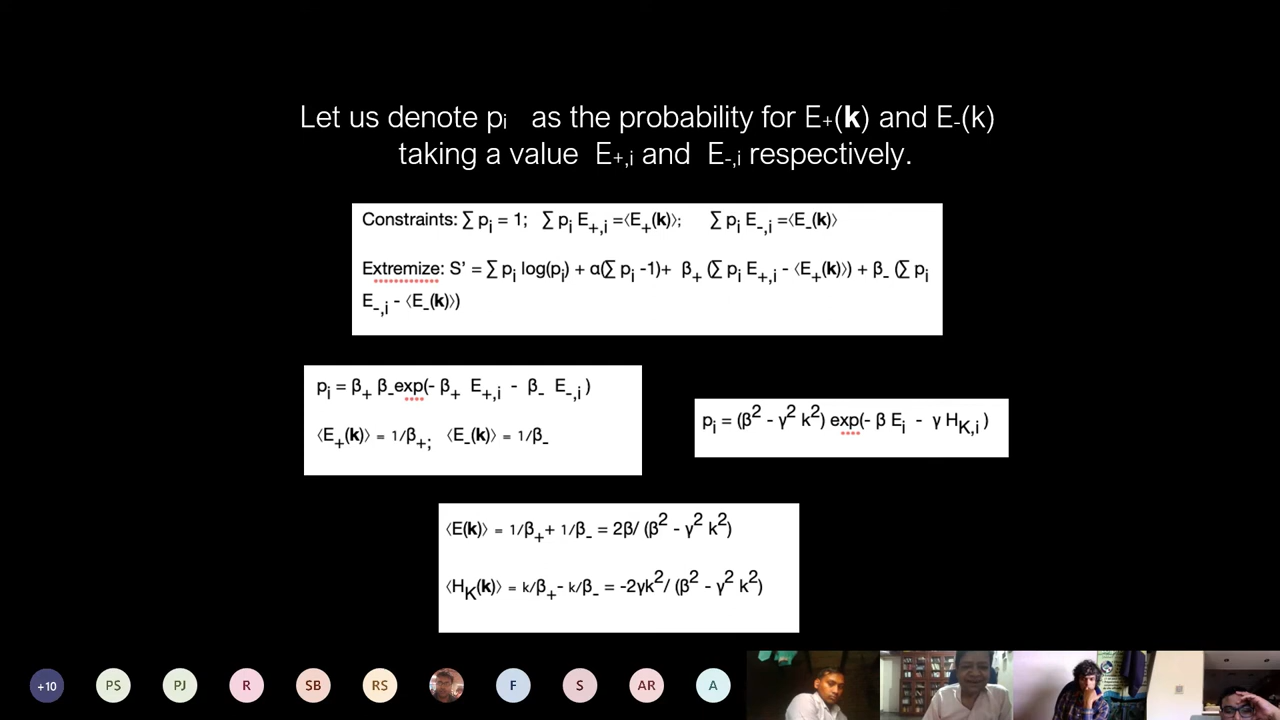 Let us denote pi as the probability for E+(k) and E-(k)
taking a value E+,i and E-,i respectively.
Constraints: ∑ pi = 1; ∑ pi E+,i =⟨E+(k)⟩; ∑ pi E-,i =⟨E-(k)⟩
Extremize: S' = ∑ pi log(pi) + α(∑ pi -1)+ β+ (∑ pi E+,i - ⟨E+(k)⟩) + β- (∑ pi
E-,i - ⟨E-(k)⟩)
pi = β+ β-exp(- β+ E+,i - β- E-,i )
⟨E+(k)⟩ = 1/β+; ⟨E-(k)⟩ = 1/β-
pi = (β² - γ² k²) exp(- β Ei - γ HK,i )
⟨E(k)⟩ = 1/β+ + 1/β- = 2β/ (β² - γ² k²)
⟨HK(k)⟩ = k/β+ - k/β- = -2γk²/ (β² - γ² k²)
+10 PS PJ R SB RS F S AR A